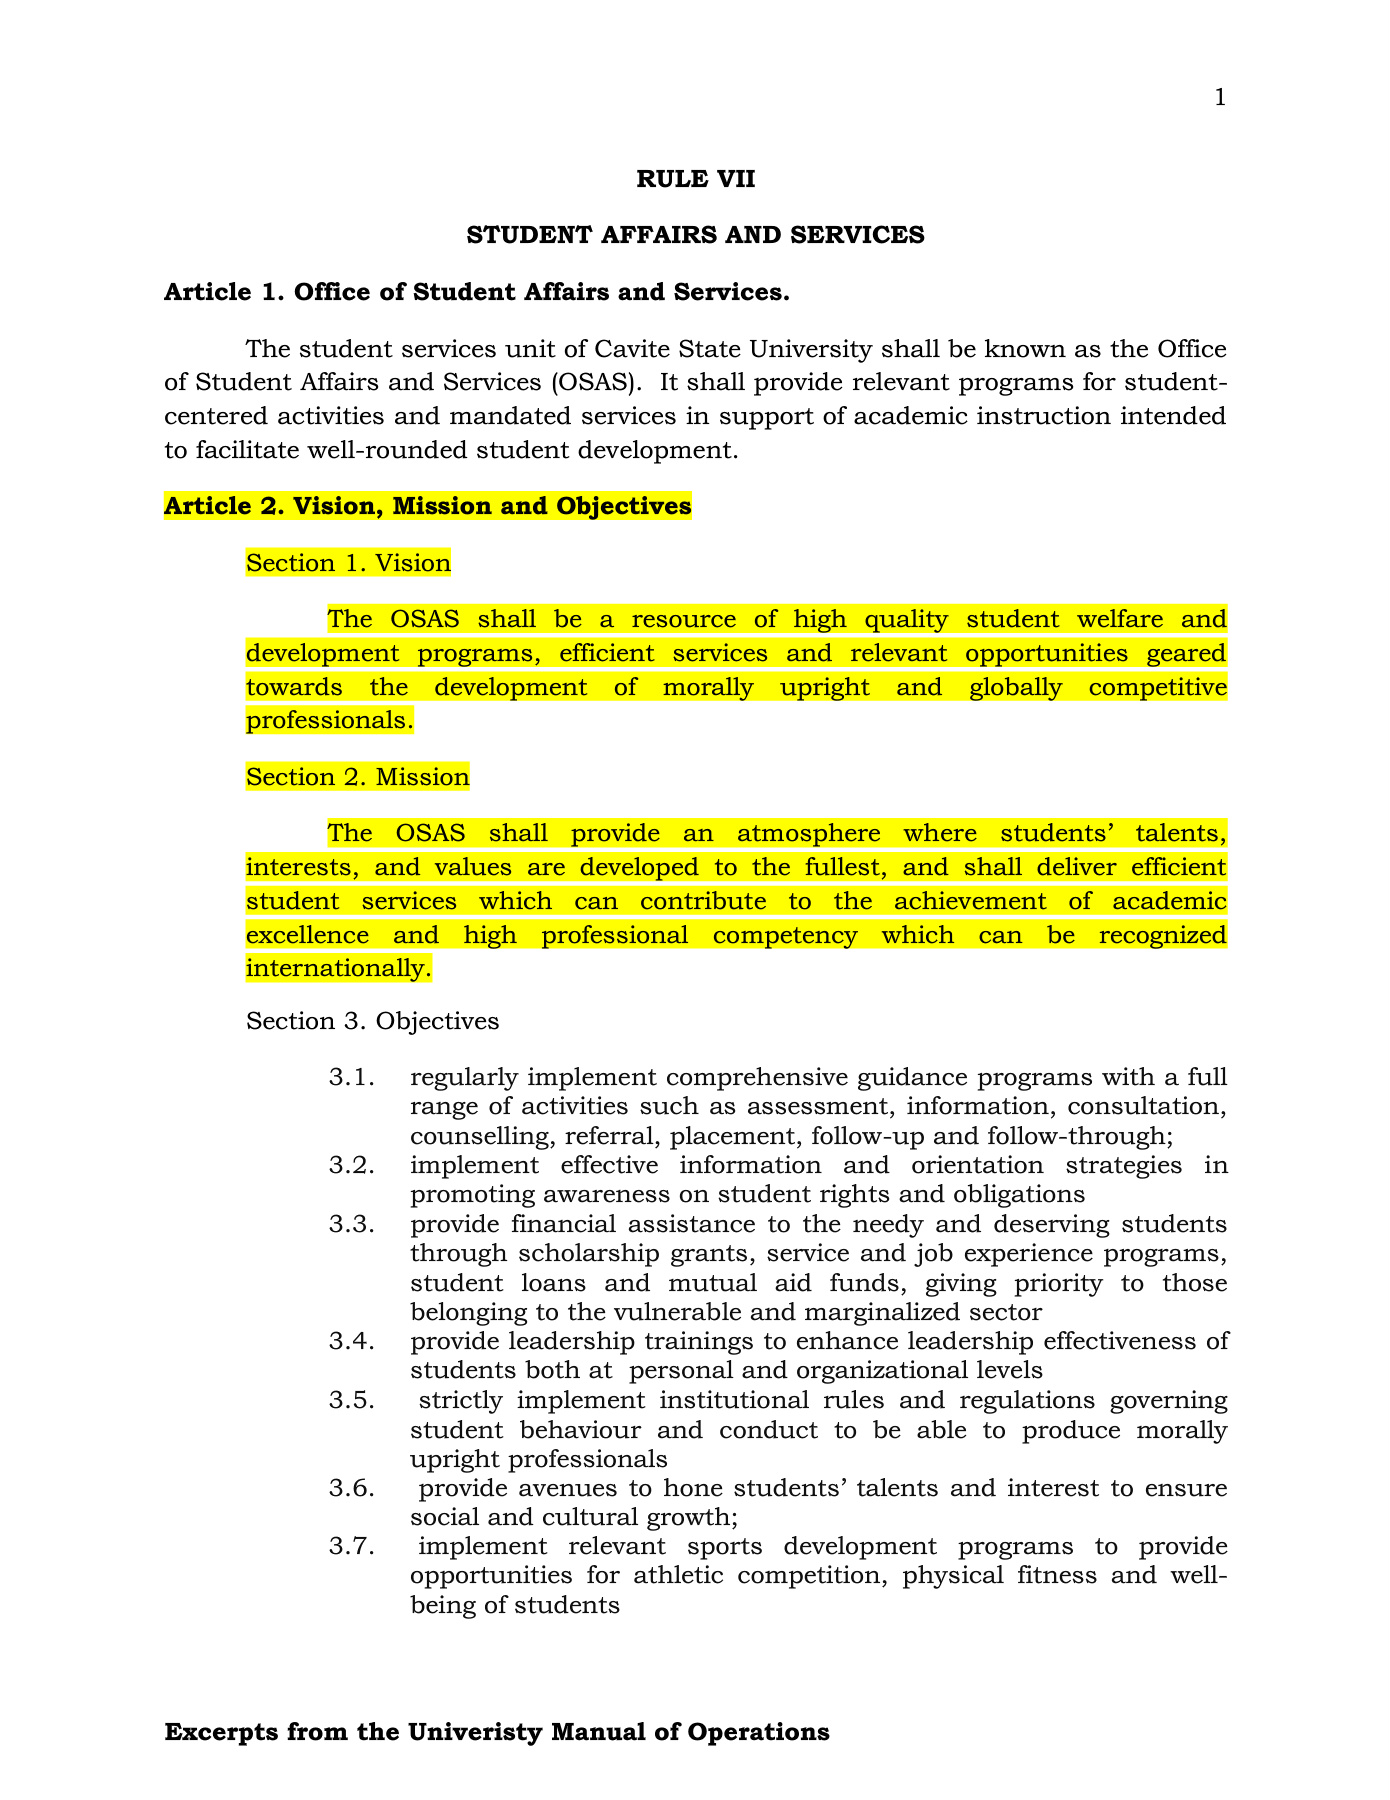 1
RULE VII
STUDENT AFFAIRS AND SERVICES
Article 1. Office of Student Affairs and Services.
The student services unit of Cavite State University shall be known as the Office
of Student Affairs and Services (OSAS).  It shall provide relevant programs for student-
centered activities and mandated services in support of academic instruction intended
to facilitate well-rounded student development.
Article 2. Vision, Mission and Objectives
Section 1. Vision
The OSAS shall be a resource of high quality student welfare and
development programs, efficient services and relevant opportunities geared
towards the development of morally upright and globally competitive
professionals.
Section 2. Mission
The OSAS shall provide an atmosphere where students’ talents,
interests, and values are developed to the fullest, and shall deliver efficient
student services which can contribute to the achievement of academic
excellence and high professional competency which can be recognized
internationally.
Section 3. Objectives
3.1. regularly implement comprehensive guidance programs with a full
range of activities such as assessment, information, consultation,
counselling, referral, placement, follow-up and follow-through;
3.2. implement effective information and orientation strategies in
promoting awareness on student rights and obligations
3.3. provide financial assistance to the needy and deserving students
through scholarship grants, service and job experience programs,
student loans and mutual aid funds, giving priority to those
belonging to the vulnerable and marginalized sector
3.4. provide leadership trainings to enhance leadership effectiveness of
students both at  personal and organizational levels
3.5. strictly implement institutional rules and regulations governing
student behaviour and conduct to be able to produce morally
upright professionals
3.6. provide avenues to hone students’ talents and interest to ensure
social and cultural growth;
3.7. implement relevant sports development programs to provide
opportunities for athletic competition, physical fitness and well-
being of students
Excerpts from the Univeristy Manual of Operations